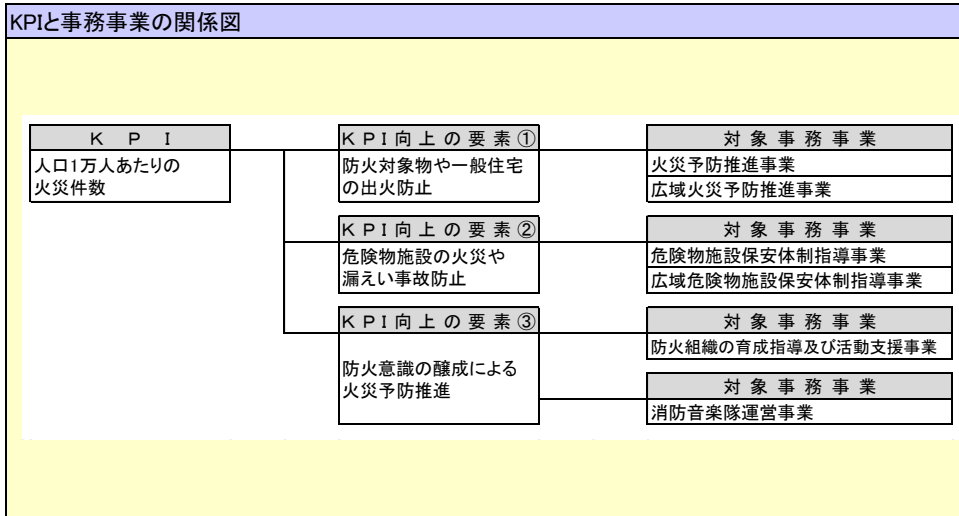 KPIと事務事業の関係図
K P I
人口1万人あたりの
火災件数
KPI向上の要素①
防火対象物や一般住宅
の出火防止
対象事務事業
火災予防推進事業
広域火災予防推進事業
KPI向上の要素②
危険物施設の火災や
漏えい事故防止
対象事務事業
危険物施設保安体制指導事業
広域危険物施設保安体制指導事業
KPI向上の要素③
防火意識の醸成による
火災予防推進
対象事務事業
防火組織の育成指導及び活動支援事業
対象事務事業
消防音楽隊運営事業